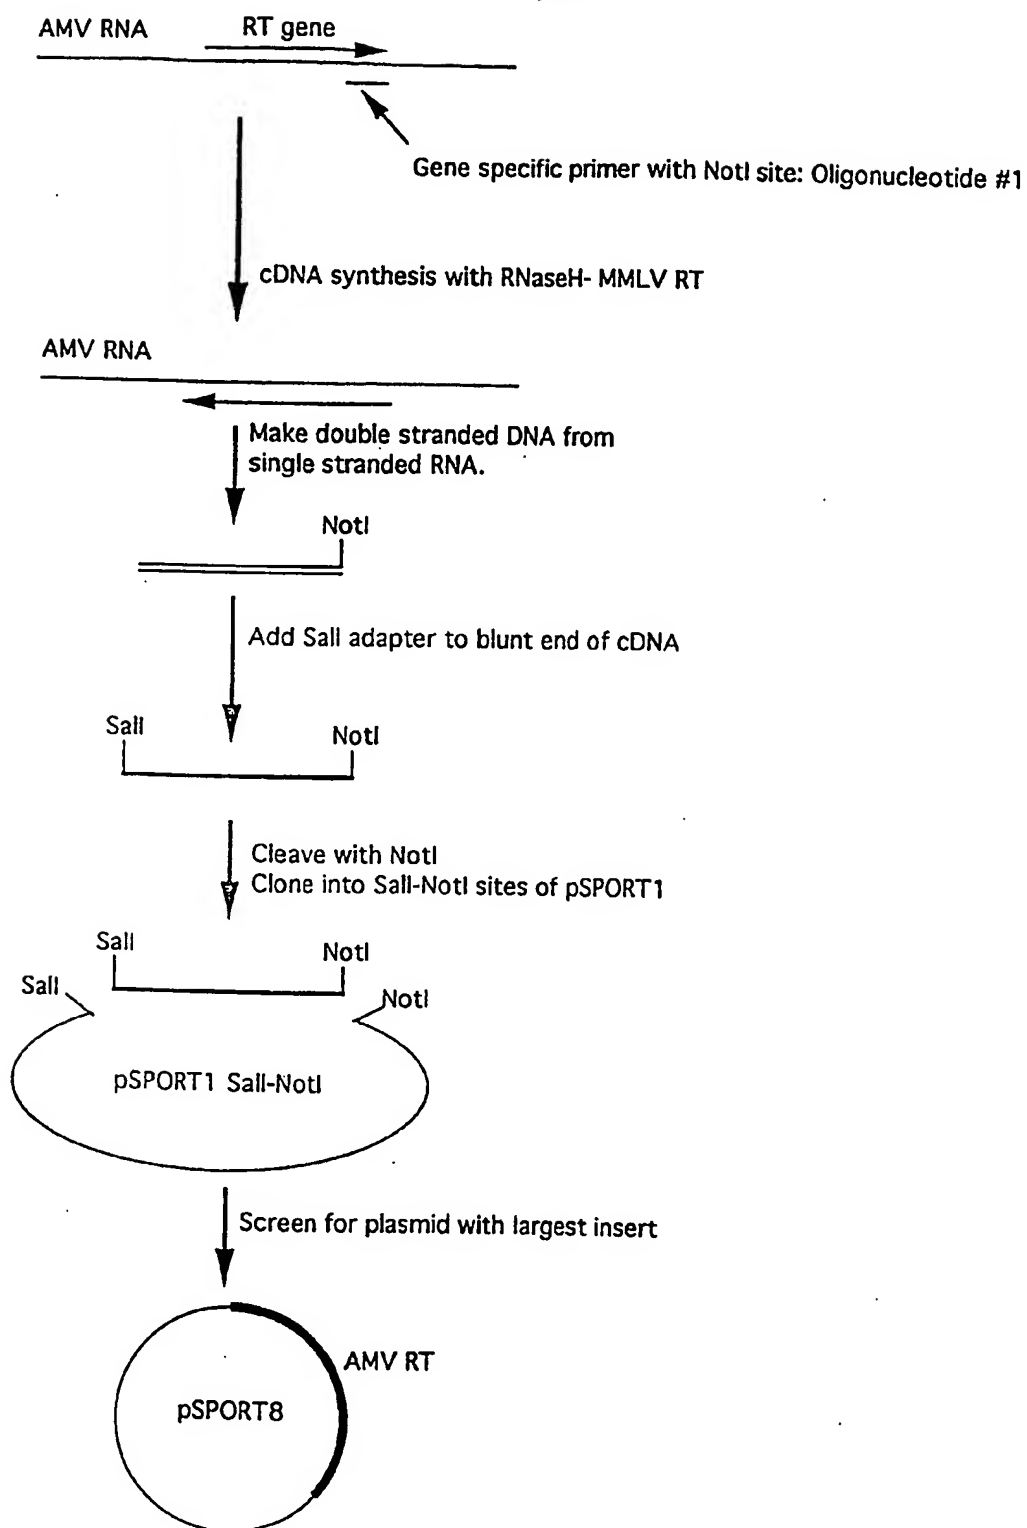 AMV RNA
RT gene
Gene specific primer with NotI site: Oligonucleotide #1
cDNA synthesis with RNaseH- MMLV RT
AMV RNA
Make double stranded DNA from
single stranded RNA.
NotI
Add SalI adapter to blunt end of cDNA
SalI
NotI
Cleave with NotI
Clone into SalI-NotI sites of pSPORT1
SalI
NotI
SalI
NotI
pSPORT1 SalI-NotI
Screen for plasmid with largest insert
AMV RT
pSPORT8